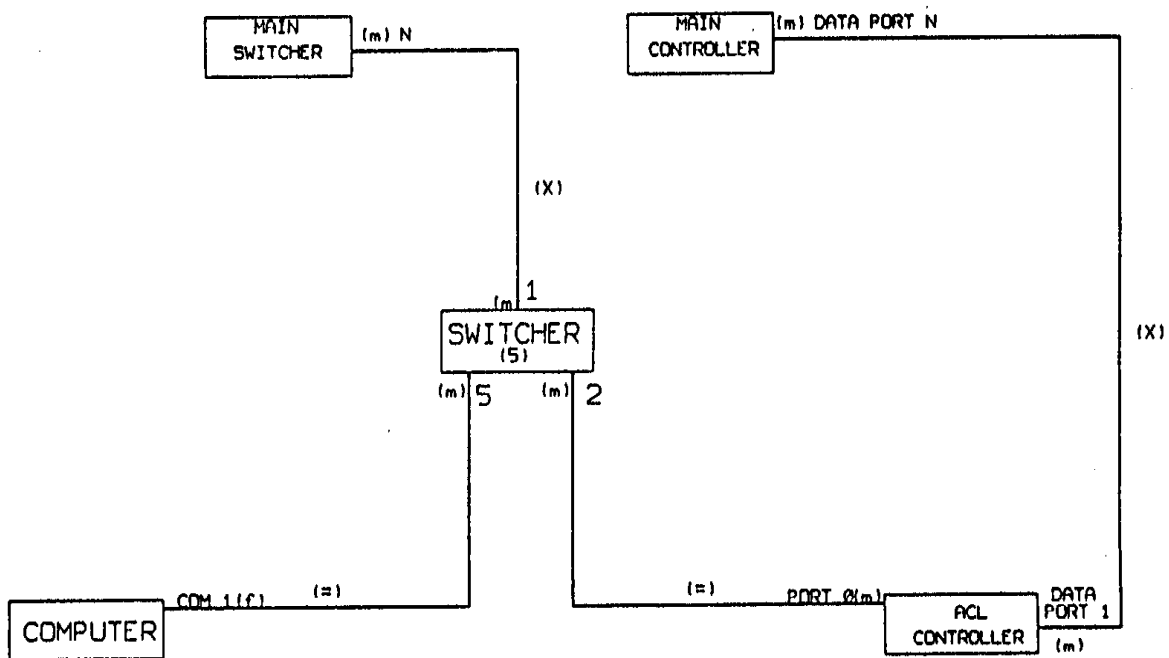 MAIN
SWITCHER
(m) N
MAIN
CONTROLLER
(m) DATA PORT N
(X)
(X)
(m) 1
SWITCHER
(5)
(m) 5
(m) 2
COM 1(f)
(=)
COMPUTER
(=)
PORT 0(m)
ACL
CONTROLLER
DATA
PORT 1
(m)